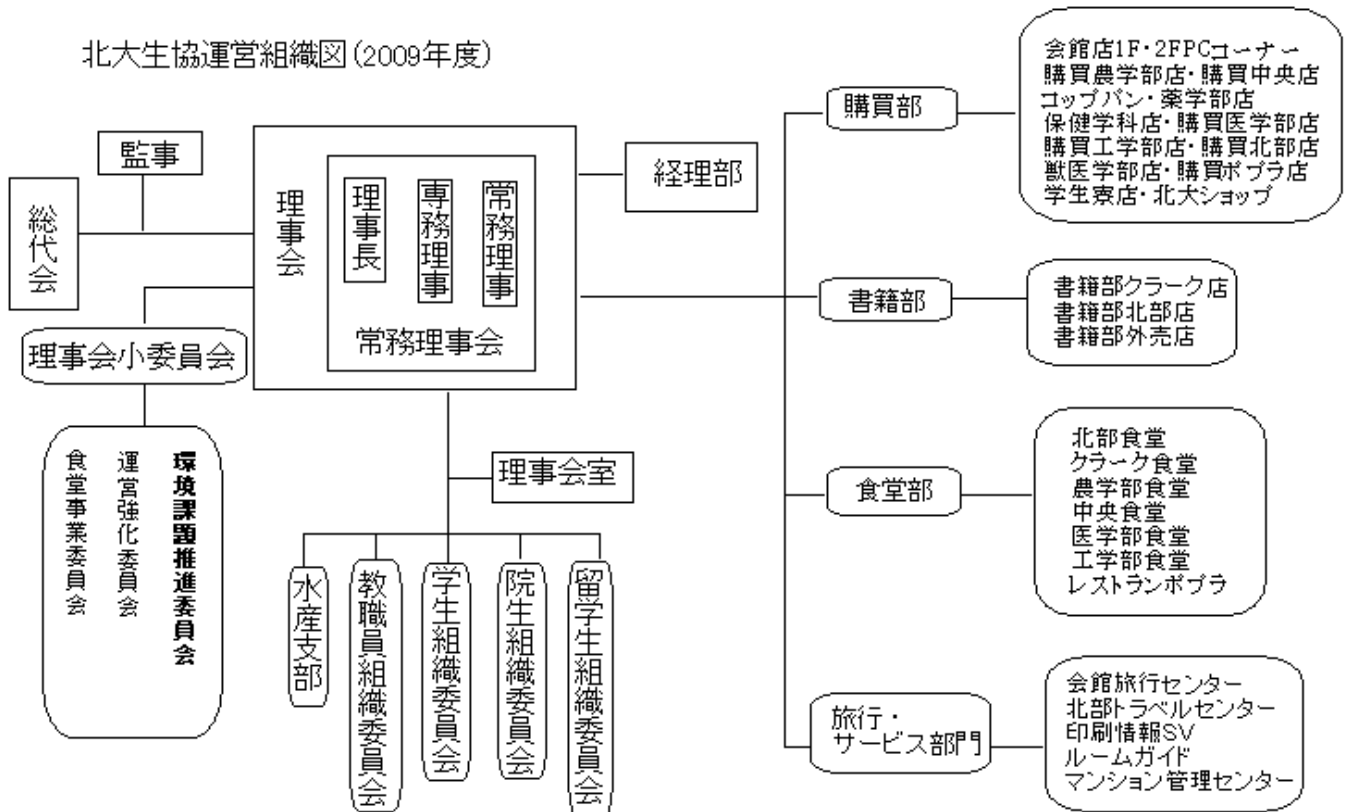 北大生協運営組織図(2009年度)
監事
総代会
理事会
理事長
専務理事
常務理事
常務理事会
経理部
理事会小委員会
食堂事業委員会
運営強化委員会
環境課題推進委員会
理事会室
水産支部
教職員組織委員会
学生組織委員会
院生組織委員会
留学生組織委員会
購買部
会館店1F・2FPCコーナー
購買農学部店・購買中央店
コップパン・薬学部店
保健学科店・購買医学部店
購買工学部店・購買北部店
獣医学部店・購買ポプラ店
学生寮店・北大ショップ
書籍部
書籍部クラーク店
書籍部北部店
書籍部外売店
食堂部
北部食堂
クラーク食堂
農学部食堂
中央食堂
医学部食堂
工学部食堂
レストランポプラ
旅行・
サービス部門
会館旅行センター
北部トラベルセンター
印刷情報SV
ルームガイド
マンション管理センター